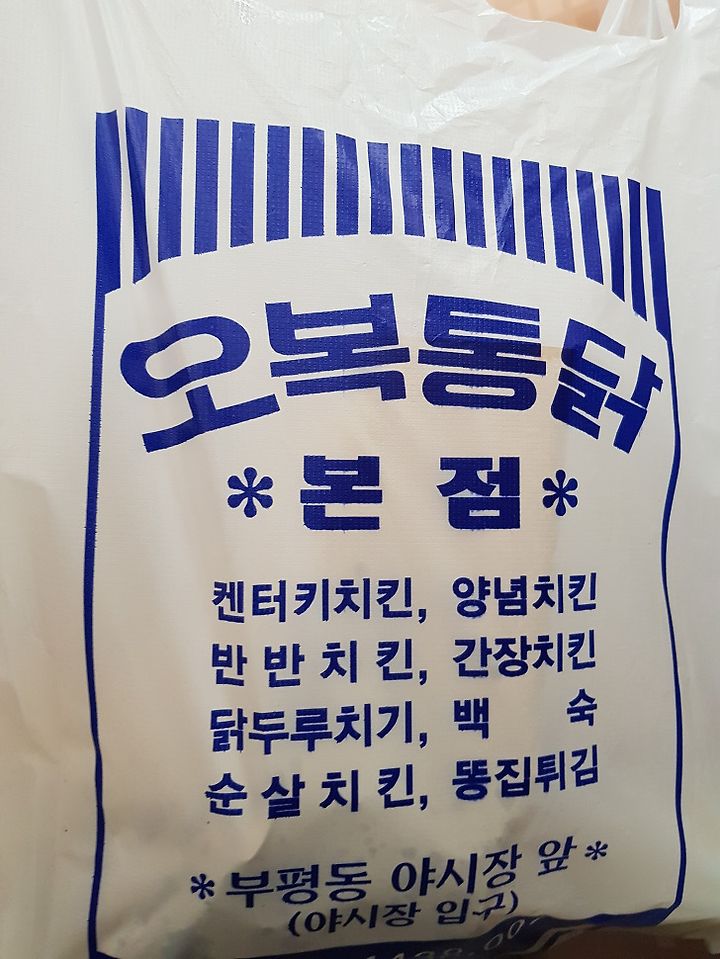 오복통닭
*본 점*
켄터키치킨, 양념치킨
반 반 치 킨, 간장치킨
닭두루치기, 백 숙
순 살 치 킨, 똥집튀김
*부평동 야시장 앞*
(야시장 입구)